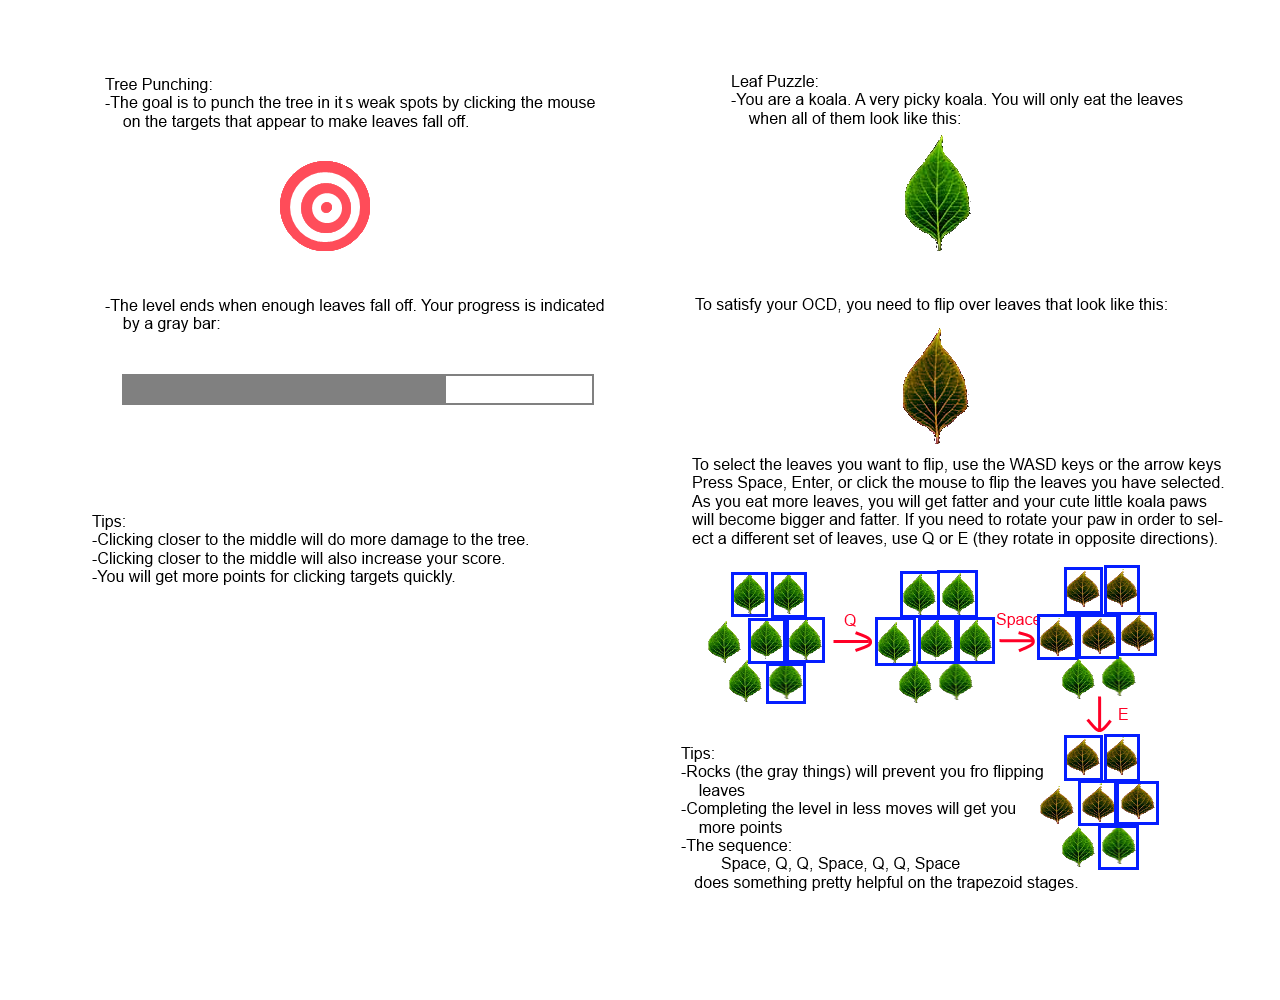 Tree Punching:
-The goal is to punch the tree in it s weak spots by clicking the mouse
on the targets that appear to make leaves fall off.
-The level ends when enough leaves fall off. Your progress is indicated
by a gray bar:
Tips:
-Clicking closer to the middle will do more damage to the tree.
-Clicking closer to the middle will also increase your score.
-You will get more points for clicking targets quickly.
Leaf Puzzle:
-You are a koala. A very picky koala. You will only eat the leaves
when all of them look like this:
To satisfy your OCD, you need to flip over leaves that look like this:
To select the leaves you want to flip, use the WASD keys or the arrow keys
Press Space, Enter, or click the mouse to flip the leaves you have selected.
As you eat more leaves, you will get fatter and your cute little koala paws
will become bigger and fatter. If you need to rotate your paw in order to sel-
ect a different set of leaves, use Q or E (they rotate in opposite directions).
Q
Space
E
Tips:
-Rocks (the gray things) will prevent you fro flipping
leaves
-Completing the level in less moves will get you
more points
-The sequence:
Space, Q, Q, Space, Q, Q, Space
does something pretty helpful on the trapezoid stages.